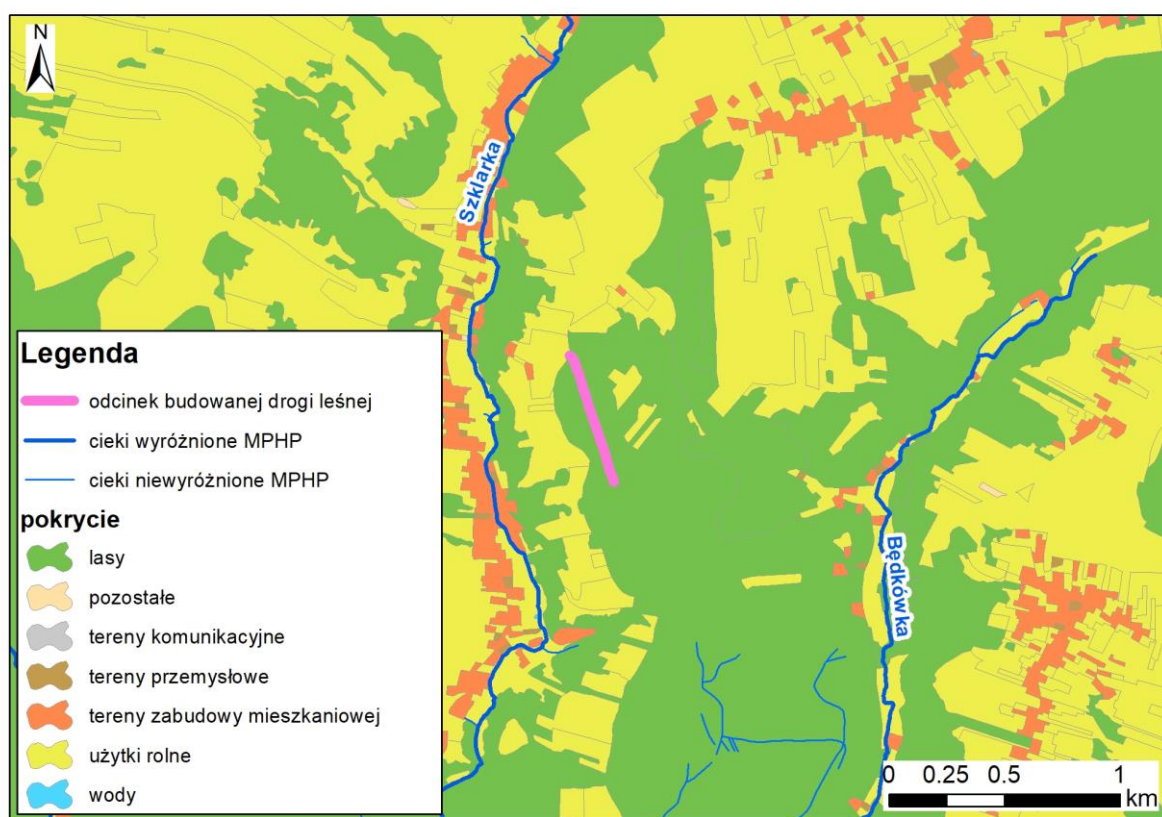 N
Szklarka
Będkówka
Legenda
odcinek budowanej drogi leśnej
cieki wyróżnione MPHP
cieki niewyróżnione MPHP
pokrycie
lasy
pozostałe
tereny komunikacyjne
tereny przemysłowe
tereny zabudowy mieszkaniowej
użytki rolne
wody
0 0.25 0.5 1
km